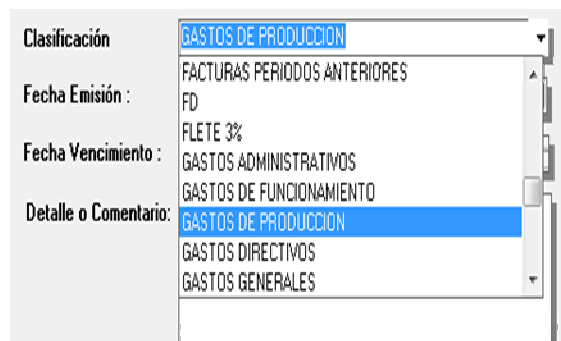 Clasificación
GASTOS DE PRODUCCION
FACTURAS PERIODOS ANTERIORES
Fecha Emisión :
FD
FLETE 3%
Fecha Vencimiento :
GASTOS ADMINISTRATIVOS
GASTOS DE FUNCIONAMIENTO
Detalle o Comentario:
GASTOS DE PRODUCCION
GASTOS DIRECTIVOS
GASTOS GENERALES